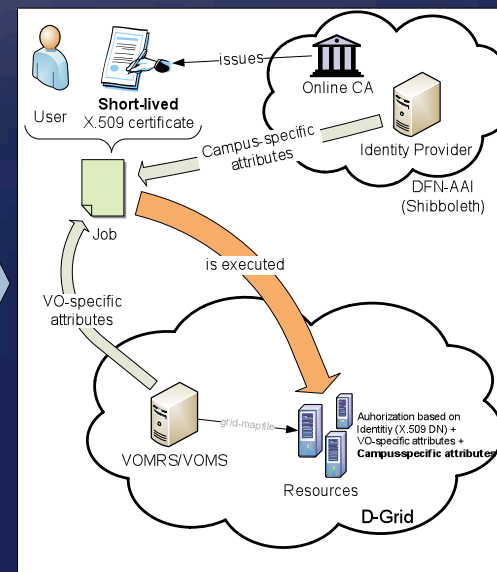 issues
Online CA
User
Short-lived
X.509 certificate
Campus-specific
attributes
Identity Provider
DFN-AAI
(Shibboleth)
Job
is executed
VO-specific
attributes
grid-mapfile
Auhorization based on
Identitiy (X.509 DN) +
VO-specific attributes +
Campusspecific attributes
VOMRS/VOMS
Resources
D-Grid